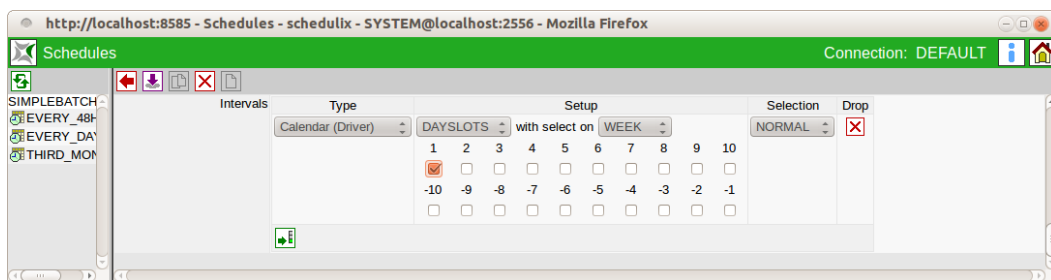 http://localhost:8585 - Schedules - schedulix - SYSTEM@localhost:2556 - Mozilla Firefox
Schedules Connection: DEFAULT
SIMPLEBATCH
EVERY_48H
EVERY_DAY
THIRD_MON
Intervals Type Setup Selection Drop
Calendar (Driver) DAYSLOTS with select on WEEK NORMAL
1 2 3 4 5 6 7 8 9 10
-10 -9 -8 -7 -6 -5 -4 -3 -2 -1